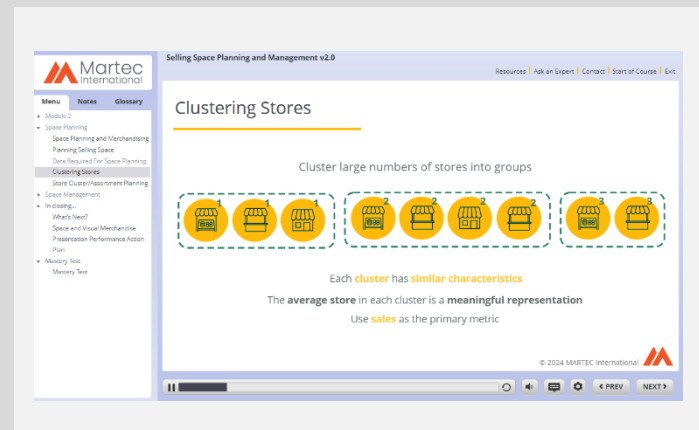 Martec
International
Selling Space Planning and Management v2.0
Resources | Ask an Expert | Contact | Start of Course | Exit
Menu Notes Glossary
Module 2
Space Planning
Space Planning and Merchandising
Planning Selling Space
Data Required For Space Planning
Clustering Stores
Store Cluster/Assortment Planning
Space Management
In closing...
What's Next?
Space and Visual Merchandise
Presentation Performance Action
Plan
Mastery Test
Mastery Test
Clustering Stores
Cluster large numbers of stores into groups
1 1 1 2 2 2 2 3 3
Each cluster has similar characteristics
The average store in each cluster is a meaningful representation
Use sales as the primary metric
© 2024 MARTEC International
PREV NEXT